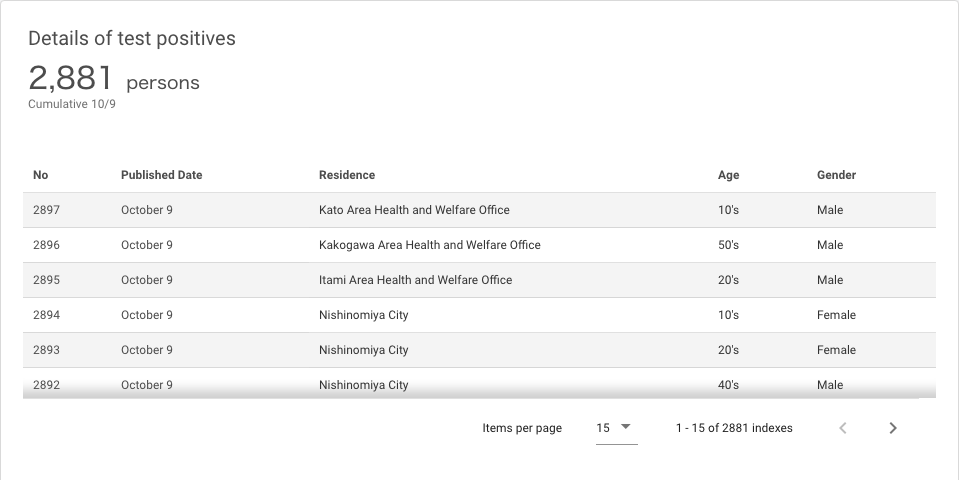 Details of test positives
2,881 persons
Cumulative 10/9
No Published Date Residence Age Gender
2897 October 9 Kato Area Health and Welfare Office 10's Male
2896 October 9 Kakogawa Area Health and Welfare Office 50's Male
2895 October 9 Itami Area Health and Welfare Office 20's Male
2894 October 9 Nishinomiya City 10's Female
2893 October 9 Nishinomiya City 20's Female
2892 October 9 Nishinomiya City 40's Male
Items per page 15 1 - 15 of 2881 indexes